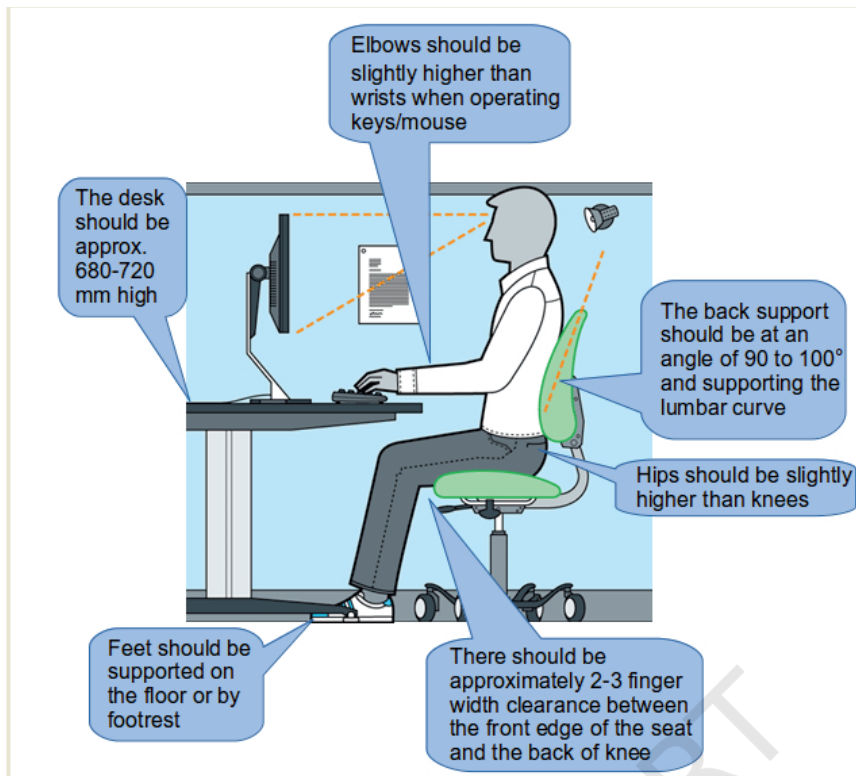 Elbows should be
slightly higher than
wrists when operating
keys/mouse
The desk
should be
approx.
680-720
mm high
The back support
should be at an
angle of 90 to 100°
and supporting the
lumbar curve
Hips should be slightly
higher than knees
Feet should be
supported on
the floor or by
footrest
There should be
approximately 2-3 finger
width clearance between
the front edge of the seat
and the back of knee